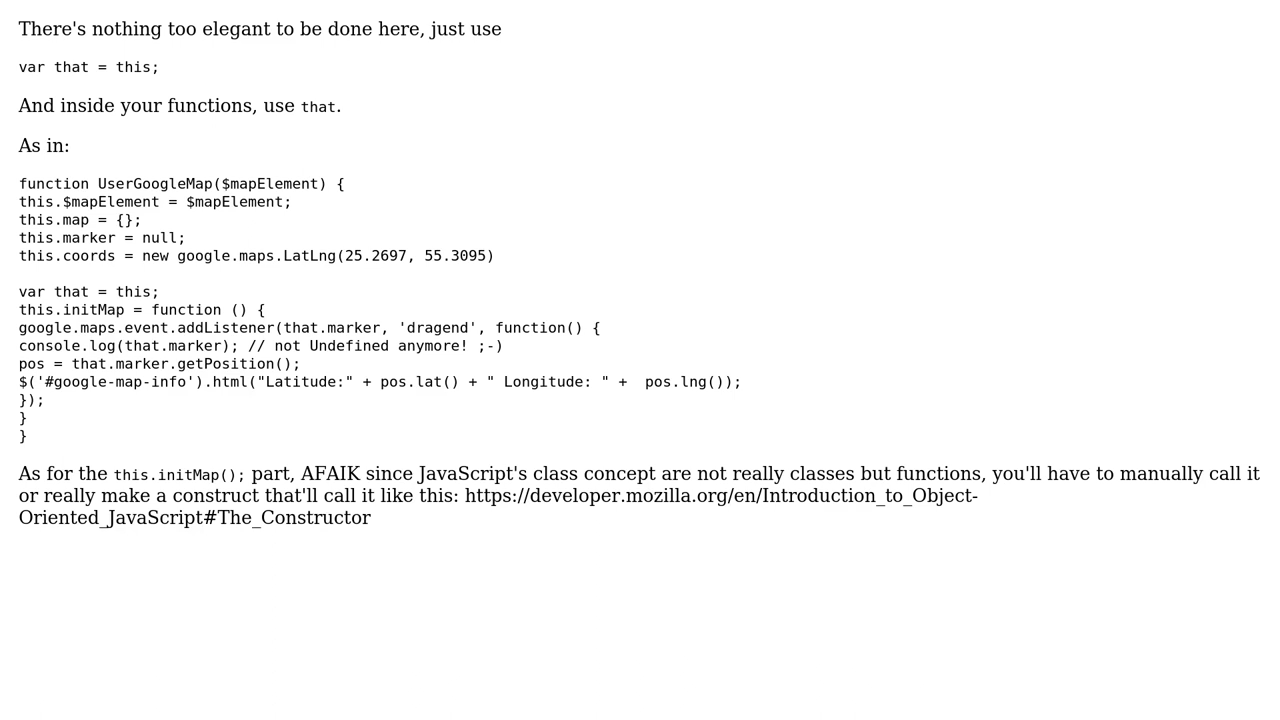 There's nothing too elegant to be done here, just use
var that = this;
And inside your functions, use that.
As in:
function UserGoogleMap($mapElement) {
this.$mapElement = $mapElement;
this.map = {};
this.marker = null;
this.coords = new google.maps.LatLng(25.2697, 55.3095)
var that = this;
this.initMap = function () {
google.maps.event.addListener(that.marker, 'dragend', function() {
console.log(that.marker); // not Undefined anymore! ;-)
pos = that.marker.getPosition();
$('#google-map-info').html("Latitude:" + pos.lat() + " Longitude: " +  pos.lng());
});
}
}
As for the this.initMap(); part, AFAIK since JavaScript's class concept are not really classes but functions, you'll have to manually call it
or really make a construct that'll call it like this: https://developer.mozilla.org/en/Introduction_to_Object-
Oriented_JavaScript#The_Constructor